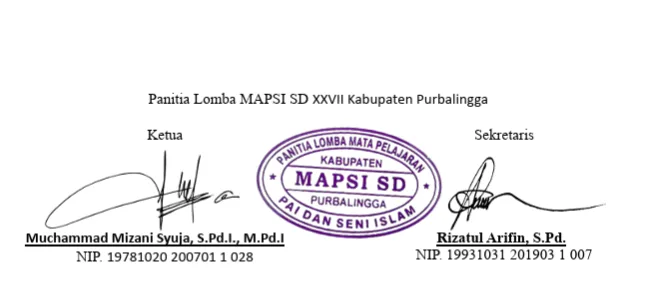 Panitia Lomba MAPSI SD XXVII Kabupaten Purbalingga
Ketua
Sekretaris
PANITIA LOMBA MATA PELAJARAN
KABUPATEN
MAPSI SD
PURBALINGGA
PAI DAN SENI ISLAM
Muchammad Mizani Syuja, S.Pd.I., M.Pd.I
Rizatul Arifin, S.Pd.
NIP. 19781020 200701 1 028
NIP. 19931031 201903 1 007